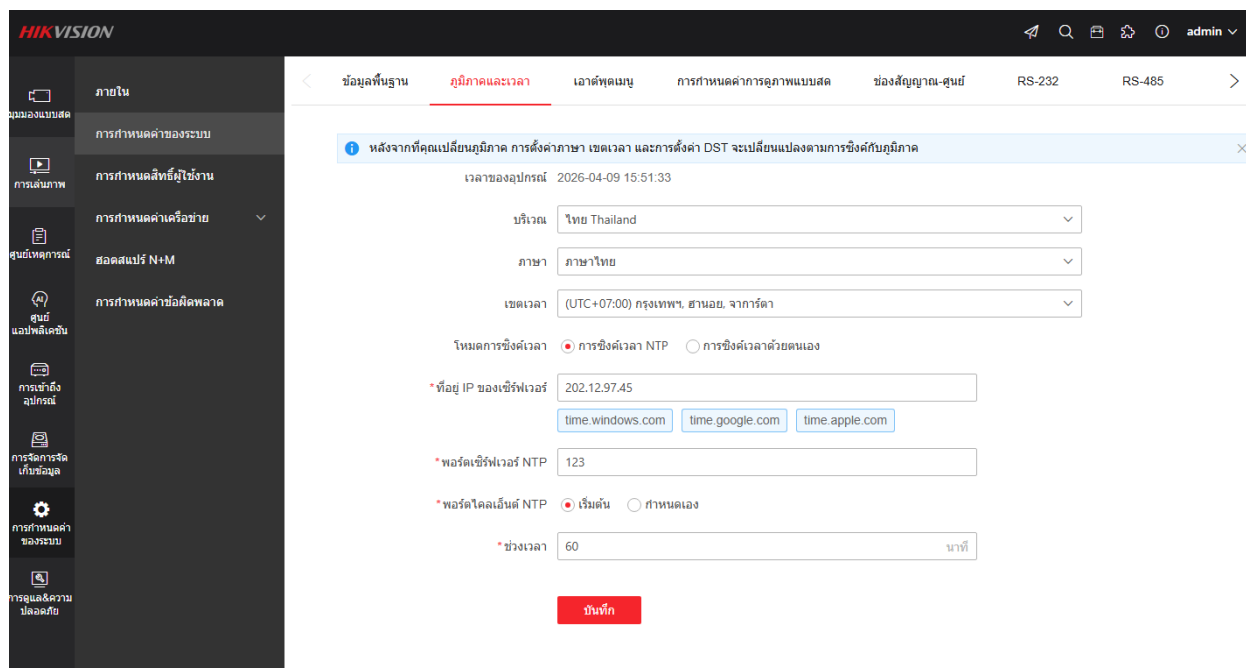 HIKVISION
admin
มุมมองแบบสด
การเล่นภาพ
ศูนย์เหตุการณ์
AI
ศูนย์
แอปพลิเคชัน
การเข้าถึง
อุปกรณ์
การจัดการจัด
เก็บข้อมูล
การกำหนดค่า
ของระบบ
การดูแล&ความ
ปลอดภัย
ภายใน
การกำหนดค่าของระบบ
การกำหนดสิทธิ์ผู้ใช้งาน
การกำหนดค่าเครือข่าย
ฮอตสแปร์ N+M
การกำหนดค่าข้อผิดพลาด
ข้อมูลพื้นฐาน ภูมิภาคและเวลา เอาต์พุตเมนู การกำหนดค่าการดูภาพแบบสด ช่องสัญญาณ-ศูนย์ RS-232 RS-485
หลังจากที่คุณเปลี่ยนภูมิภาค การตั้งค่าภาษา เขตเวลา และการตั้งค่า DST จะเปลี่ยนแปลงตามการซิงค์กับภูมิภาค
เวลาของอุปกรณ์ 2026-04-09 15:51:33
บริเวณ ไทย Thailand
ภาษา ภาษาไทย
เขตเวลา (UTC+07:00) กรุงเทพฯ, ฮานอย, จาการ์ตา
โหมดการซิงค์เวลา การซิงค์เวลา NTP การซิงค์เวลาด้วยตนเอง
*ที่อยู่ IP ของเซิร์ฟเวอร์ 202.12.97.45
time.windows.com time.google.com time.apple.com
*พอร์ตเซิร์ฟเวอร์ NTP 123
*พอร์ตไคลเอ็นต์ NTP เริ่มต้น กำหนดเอง
*ช่วงเวลา 60 นาที
บันทึก